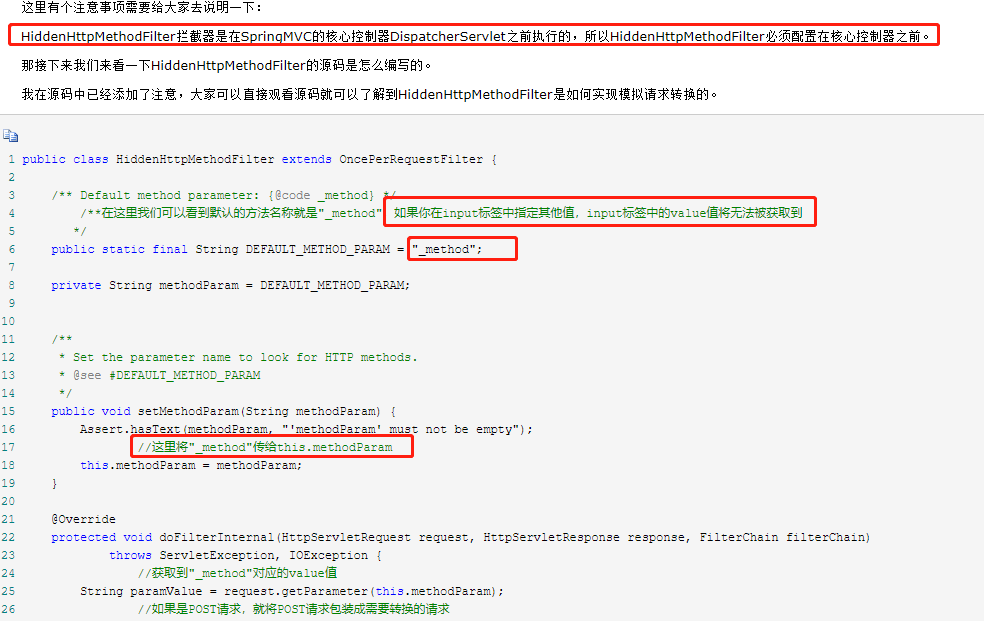 这里有个注意事项需要给大家去说明一下：
HiddenHttpMethodFilter拦截器是在SpringMVC的核心控制器DispatcherServlet之前执行的，所以HiddenHttpMethodFilter必须配置在核心控制器之前。
那接下来我们来看一下HiddenHttpMethodFilter的源码是怎么编写的。
我在源码中已经添加了注意，大家可以直接观看源码就可以了解到HiddenHttpMethodFilter是如何实现模拟请求转换的。
1 public class HiddenHttpMethodFilter extends OncePerRequestFilter {
2
3     /** Default method parameter: {@code _method} */
4         /**在这里我们可以看到默认的方法名称就是"_method" 如果你在input标签中指定其他值，input标签中的value值将无法被获取到
5        */
6     public static final String DEFAULT_METHOD_PARAM = "_method";
7
8     private String methodParam = DEFAULT_METHOD_PARAM;
9
10
11     /**
12      * Set the parameter name to look for HTTP methods.
13      * @see #DEFAULT_METHOD_PARAM
14      */
15     public void setMethodParam(String methodParam) {
16         Assert.hasText(methodParam, "'methodParam' must not be empty");
17                 //这里将"_method"传给this.methodParam
18         this.methodParam = methodParam;
19     }
20
21     @Override
22     protected void doFilterInternal(HttpServletRequest request, HttpServletResponse response, FilterChain filterChain)
23             throws ServletException, IOException {
24                 //获取到"_method"对应的value值
25         String paramValue = request.getParameter(this.methodParam);
26                 //如果是POST请求，就将POST请求包装成需要转换的请求